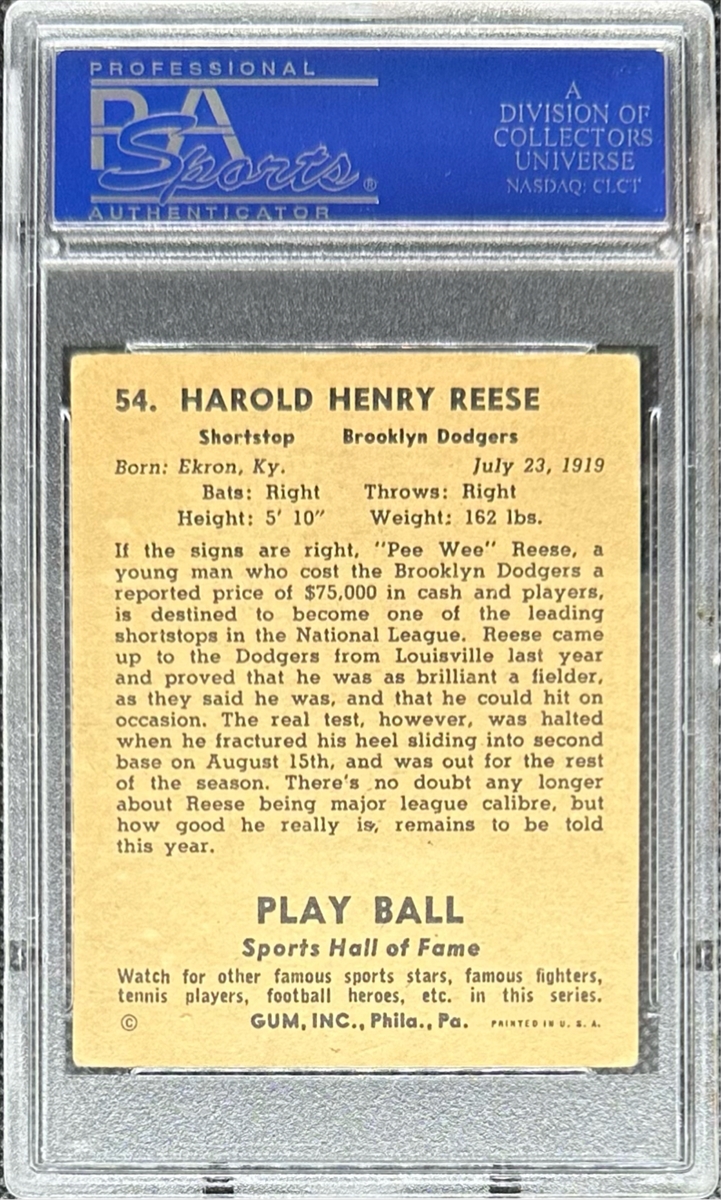 PROFESSIONAL
PSA
Sports®
AUTHENTICATOR
A
DIVISION OF
COLLECTORS
UNIVERSE
NASDAQ: CLCT
54. HAROLD HENRY REESE
Shortstop Brooklyn Dodgers
Born: Ekron, Ky. July 23, 1919
Bats: Right Throws: Right
Height: 5' 10" Weight: 162 lbs.
If the signs are right, "Pee Wee" Reese, a
young man who cost the Brooklyn Dodgers a
reported price of $75,000 in cash and players,
is destined to become one of the leading
shortstops in the National League. Reese came
up to the Dodgers from Louisville last year
and proved that he was as brilliant a fielder,
as they said he was, and that he could hit on
occasion. The real test, however, was halted
when he fractured his heel sliding into second
base on August 15th, and was out for the rest
of the season. There's no doubt any longer
about Reese being major league calibre, but
how good he really is, remains to be told
this year.
PLAY BALL
Sports Hall of Fame
Watch for other famous sports stars, famous fighters,
tennis players, football heroes, etc. in this series.
© GUM, INC., Phila., Pa. PRINTED IN U. S. A.